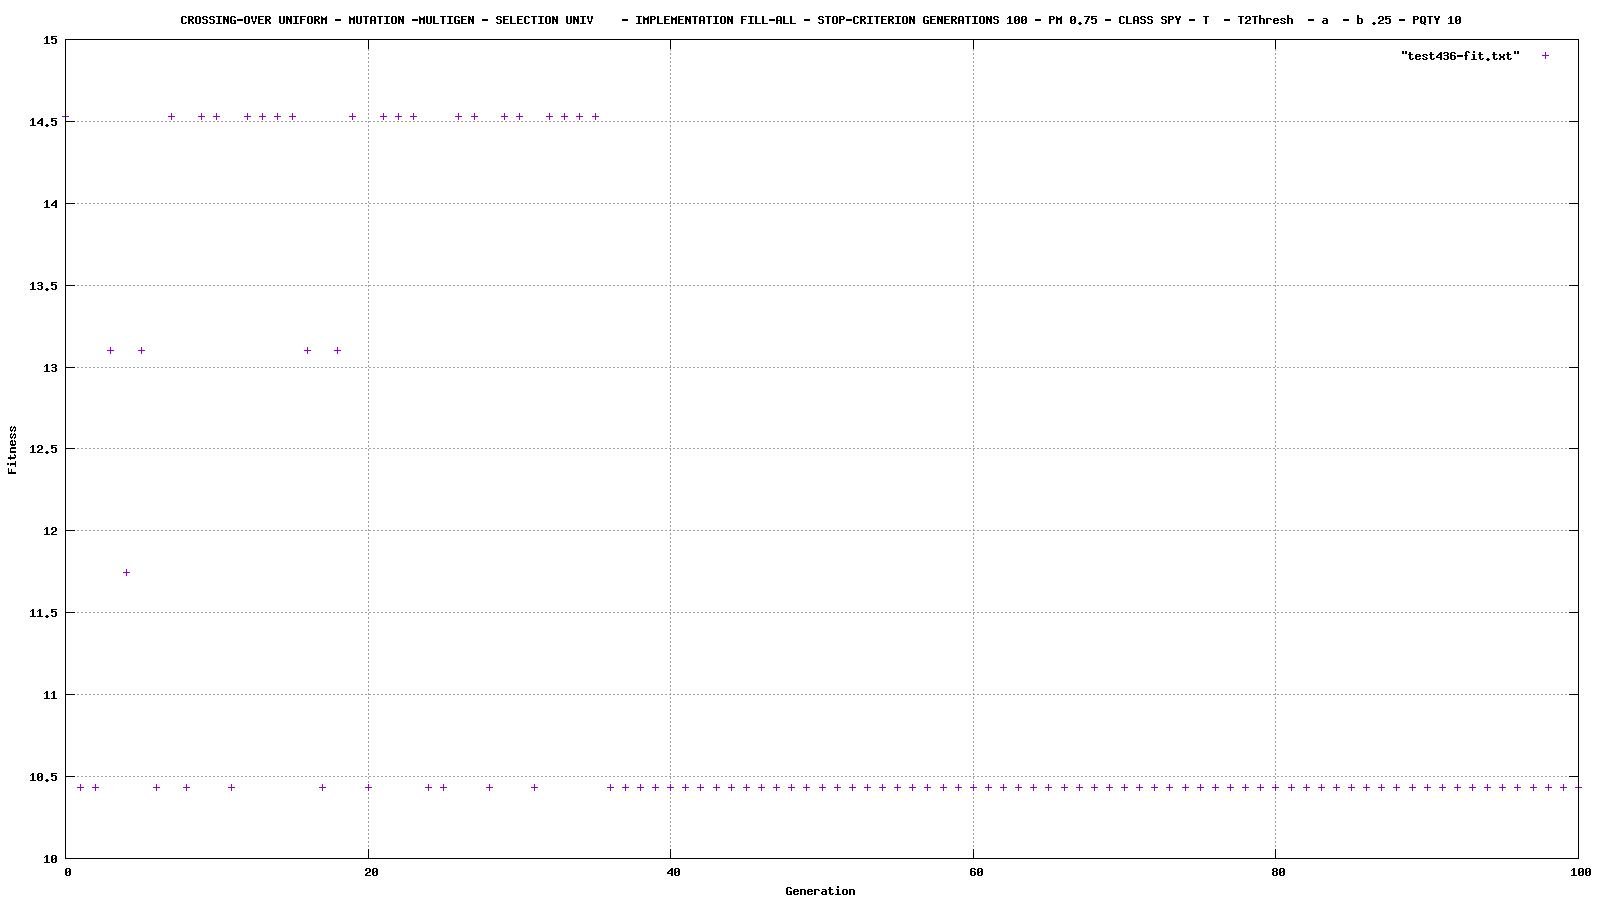 CROSSING-OVER UNIFORM - MUTATION -MULTIGEN - SELECTION UNIV    - IMPLEMENTATION FILL-ALL - STOP-CRITERION GENERATIONS 100 - PM 0.75 - CLASS SPY - T  - T2Thresh  - a  - b .25 - PQTY 10
"test436-fit.txt"
15
14.5
14
13.5
13
12.5
12
11.5
11
10.5
10
Fitness
0 20 40 60 80 100
Generation